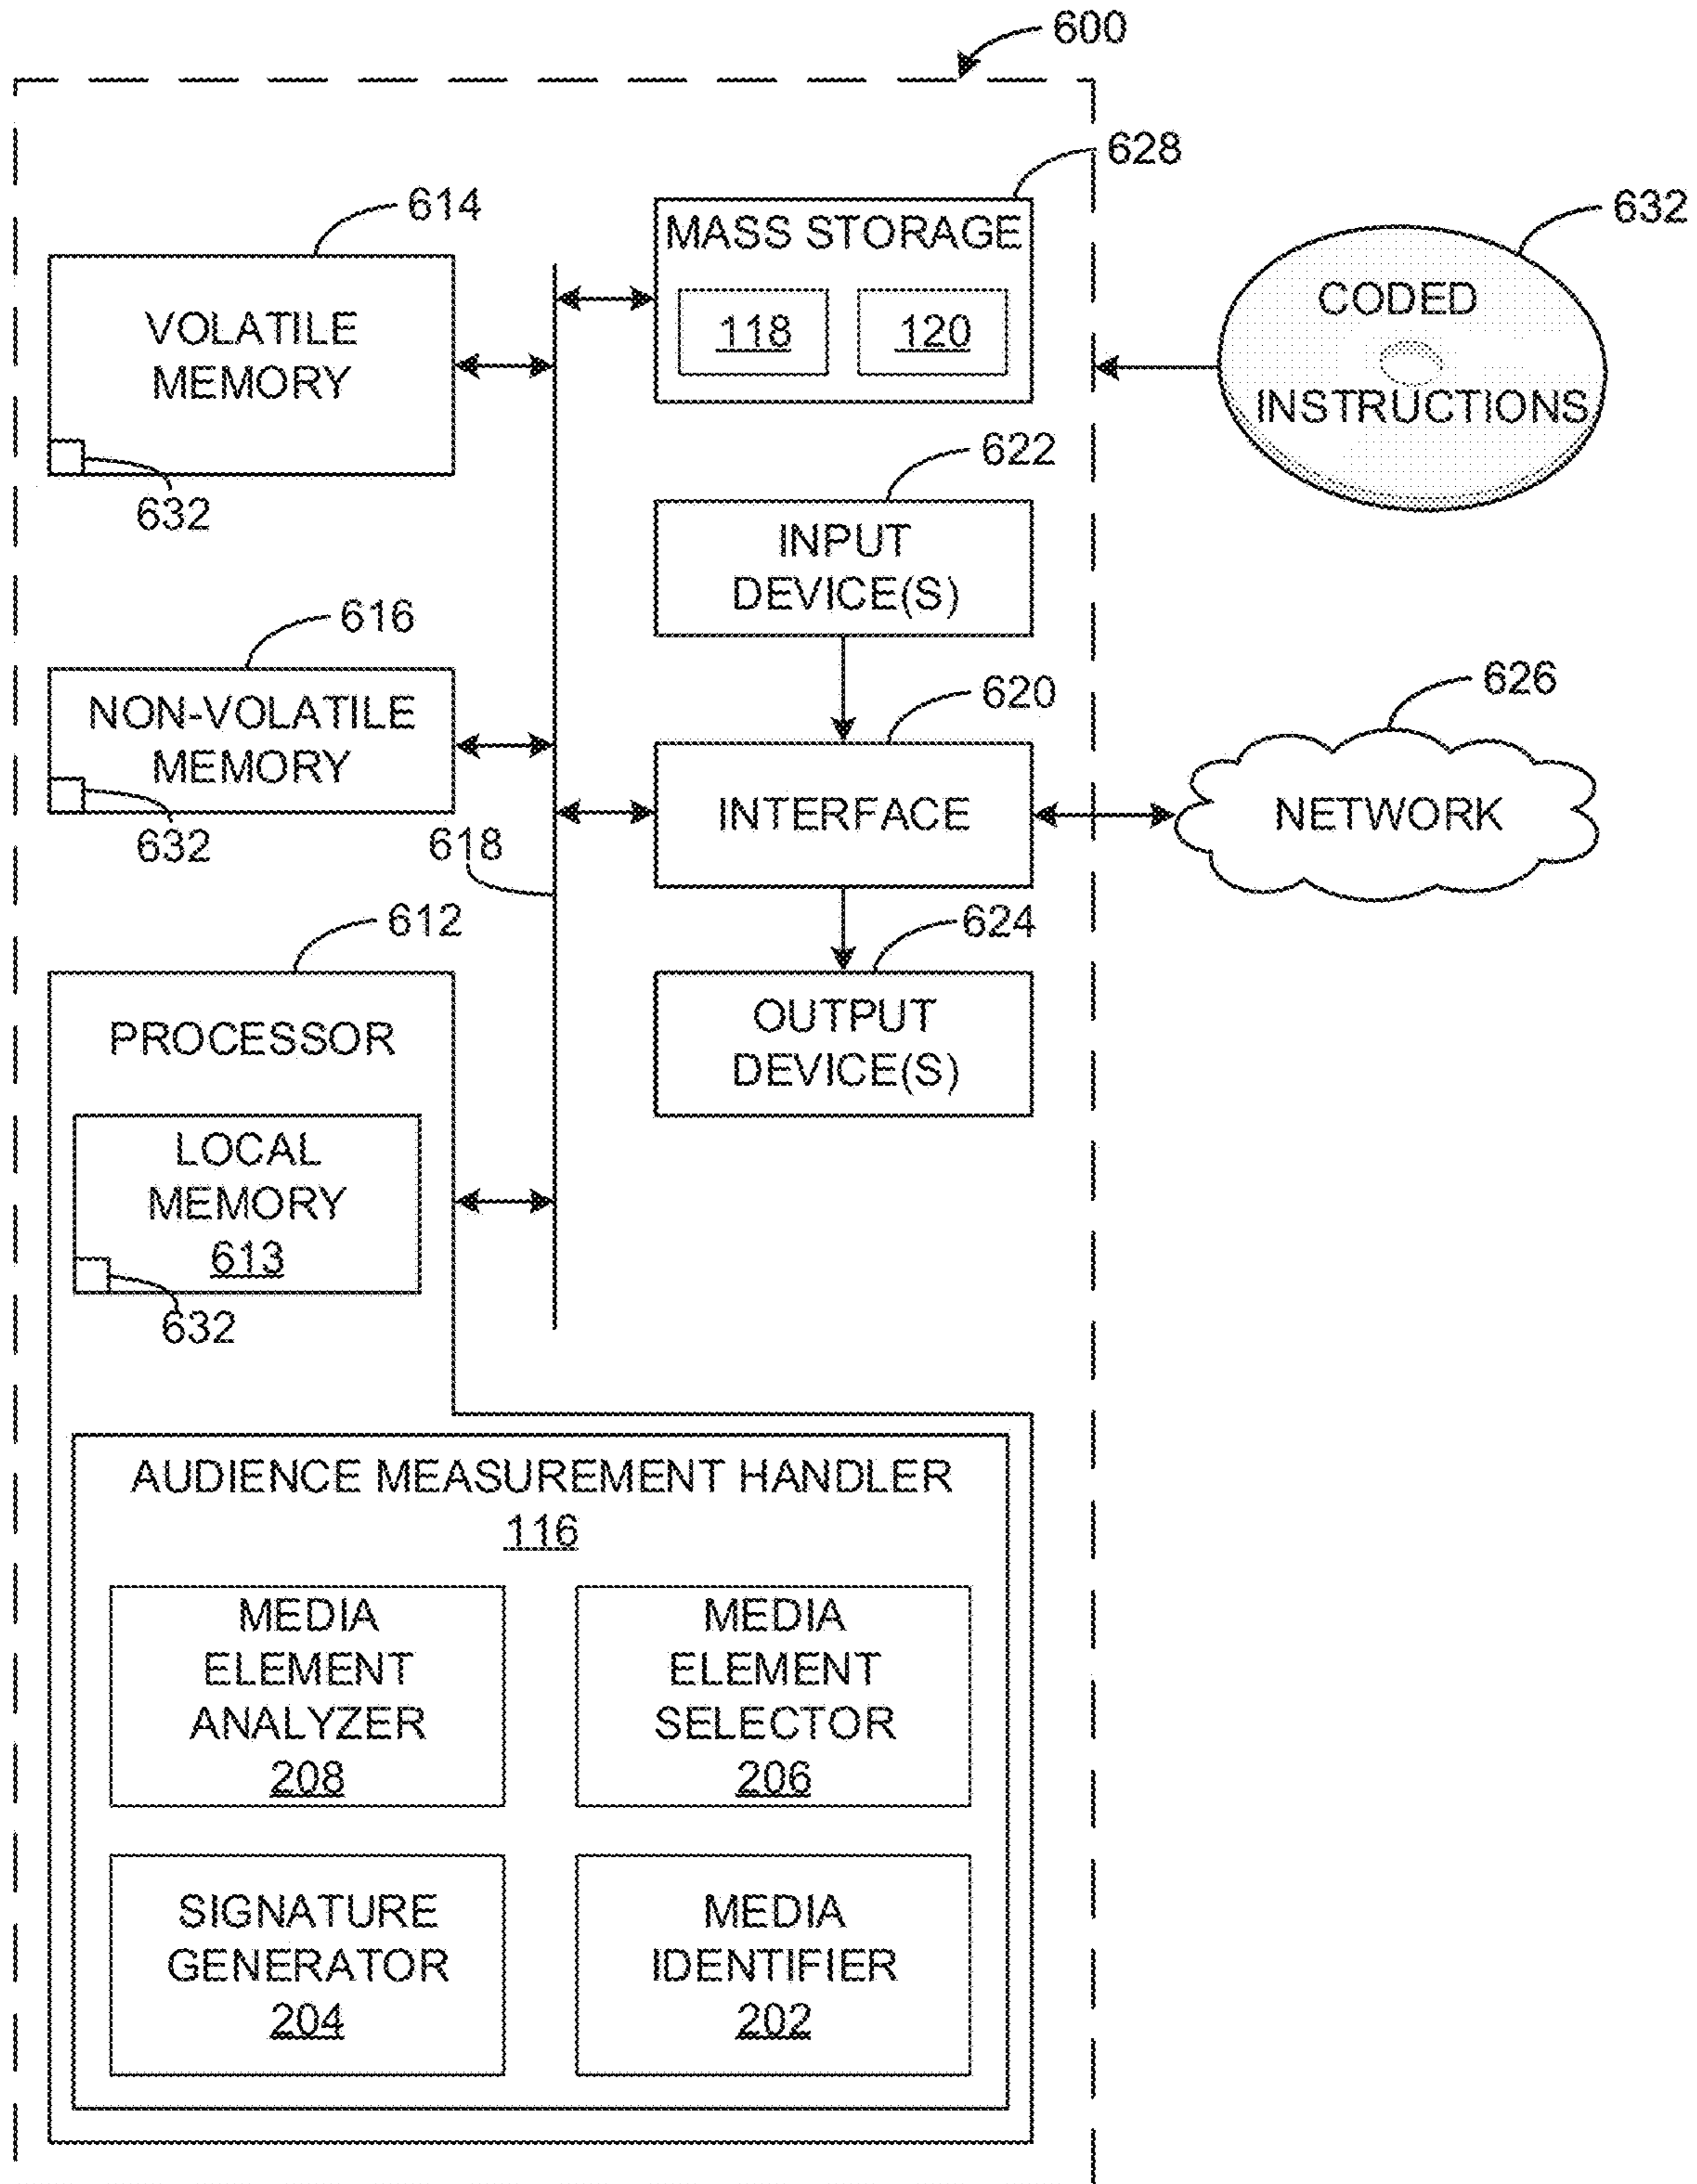 600
628
614
632
MASS STORAGE
118
120
VOLATILE
MEMORY
632
CODED
INSTRUCTIONS
622
INPUT
DEVICE(S)
616
NON-VOLATILE
MEMORY
632
618
620
INTERFACE
626
NETWORK
612
624
OUTPUT
DEVICE(S)
PROCESSOR
LOCAL
MEMORY
613
632
AUDIENCE MEASUREMENT HANDLER
116
MEDIA
ELEMENT
ANALYZER
208
MEDIA
ELEMENT
SELECTOR
206
SIGNATURE
GENERATOR
204
MEDIA
IDENTIFIER
202